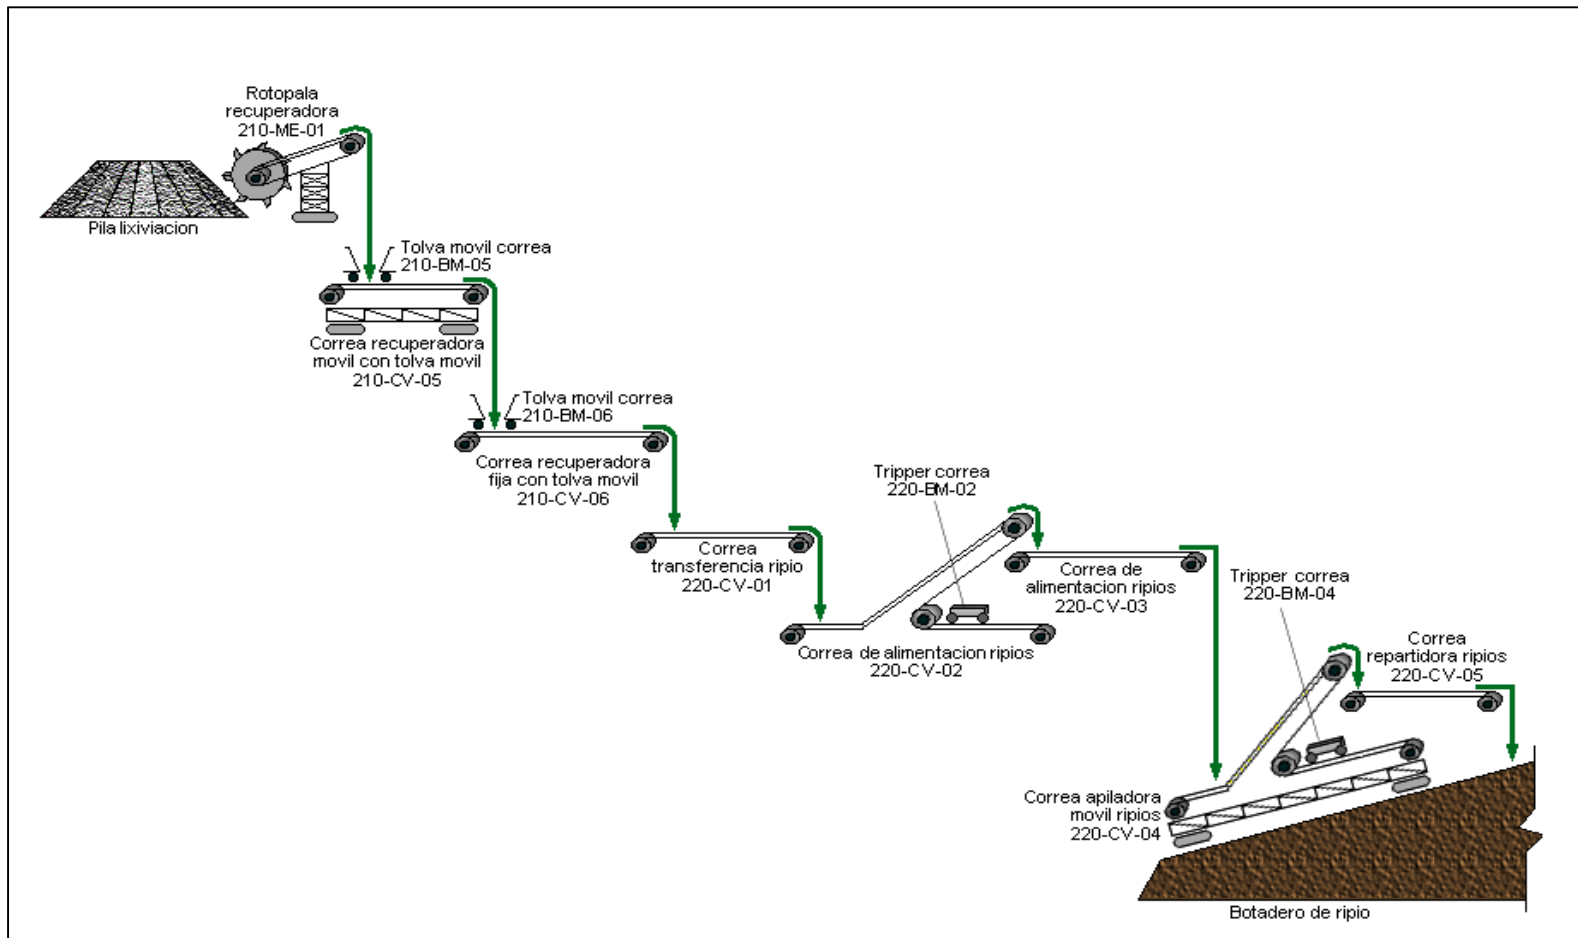 Rotopala
recuperadora
210-ME-01
Pila lixiviacion
Tolva movil correa
210-BM-05
Correa recuperadora
movil con tolva movil
210-CV-05
Tolva movil correa
210-BM-06
Correa recuperadora
fija con tolva movil
210-CV-06
Correa
transferencia ripio
220-CV-01
Tripper correa
220-BM-02
Correa de alimentacion ripios
220-CV-02
Correa de
alimentacion ripios
220-CV-03
Tripper correa
220-BM-04
Correa
repartidora ripios
220-CV-05
Correa apiladora
movil ripios
220-CV-04
Botadero de ripio